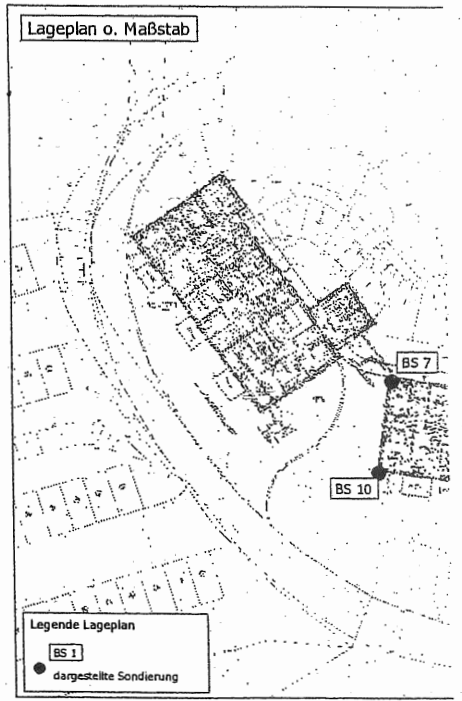 Lageplan o. Maßstab
BS 7
BS 10
Legende Lageplan
BS 1
dargestellte Sondierung